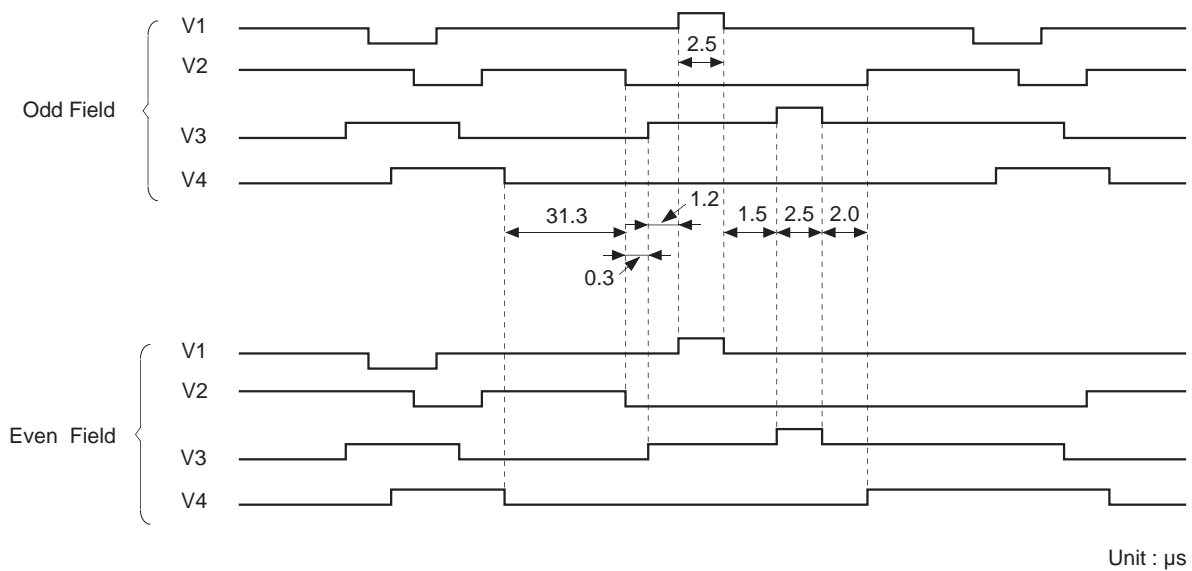 V1
2.5
V2
Odd Field
V3
V4
1.2
31.3
1.5 2.5 2.0
0.3
V1
V2
Even Field
V3
V4
Unit : μs